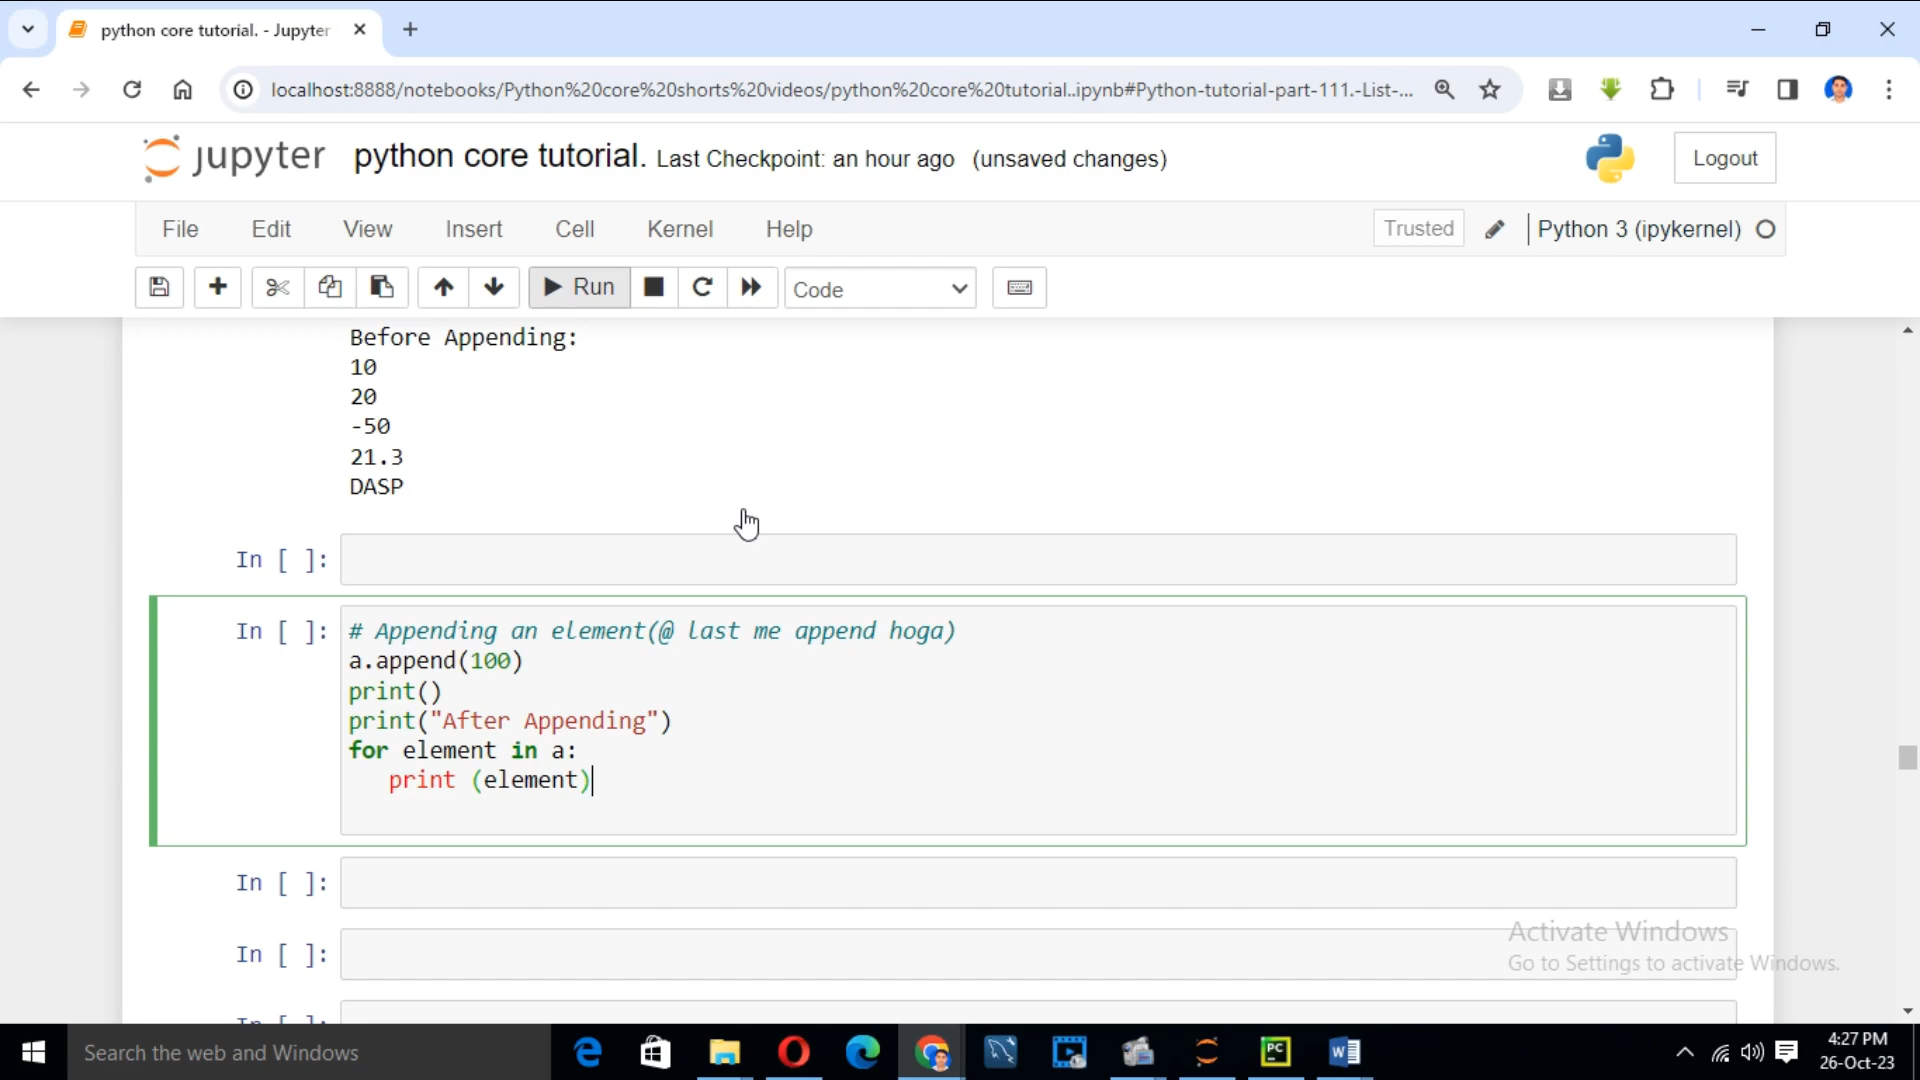 python core tutorial. - Jupyter
localhost:8888/notebooks/Python%20core%20shorts%20videos/python%20core%20tutorial..ipynb#Python-tutorial-part-111.-List-...
jupyter python core tutorial. Last Checkpoint: an hour ago (unsaved changes)
Logout
File Edit View Insert Cell Kernel Help
Trusted Python 3 (ipykernel)
Run Code
Before Appending:
10
20
-50
21.3
DASP
In [ ]:
In [ ]: # Appending an element(@ last me append hoga)
a.append(100)
print()
print("After Appending")
for element in a:
print (element)
In [ ]:
Activate Windows
In [ ]:
Go to Settings to activate Windows.
In [ ]:
Search the web and Windows
PC
W
4:27 PM
26-Oct-23